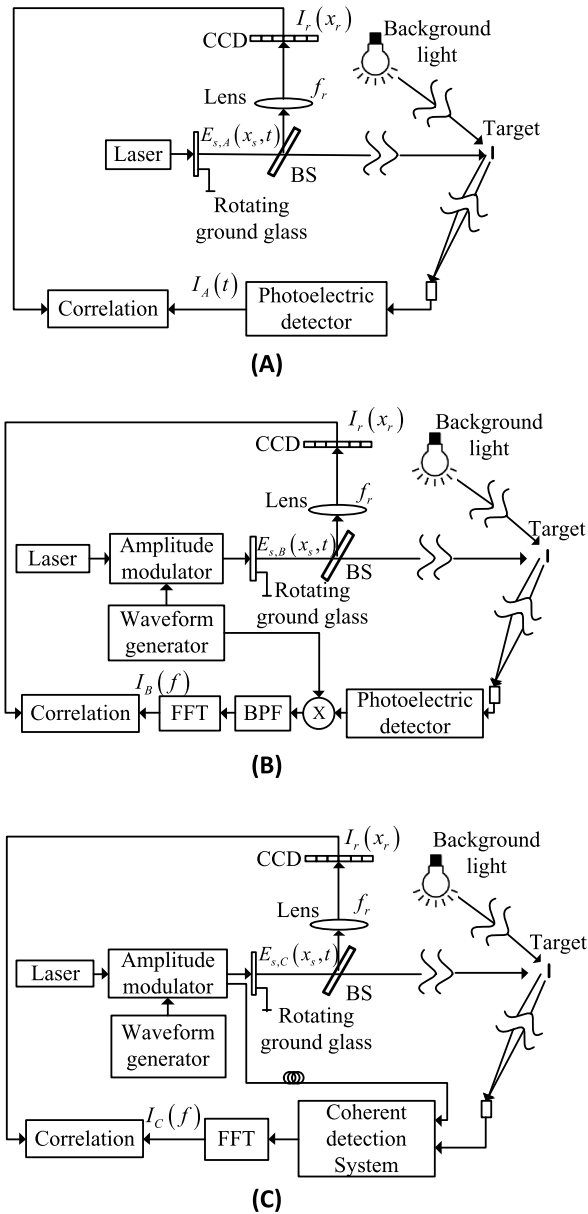 I_r(x_r)
CCD
Background
light
Lens
f_r
Target
E_{s,A}(x_s,t)
Laser
BS
Rotating
ground glass
I_A(t)
Correlation
Photoelectric
detector
(A)
I_r(x_r)
CCD
Background
light
Lens
f_r
Target
Laser
Amplitude
modulator
E_{s,B}(x_s,t)
BS
Rotating
ground glass
Waveform
generator
I_B(f)
Correlation
FFT
BPF
X
Photoelectric
detector
(B)
I_r(x_r)
CCD
Background
light
Lens
f_r
Target
Laser
Amplitude
modulator
E_{s,C}(x_s,t)
BS
Rotating
ground glass
Waveform
generator
I_C(f)
Correlation
FFT
Coherent
detection
System
(C)